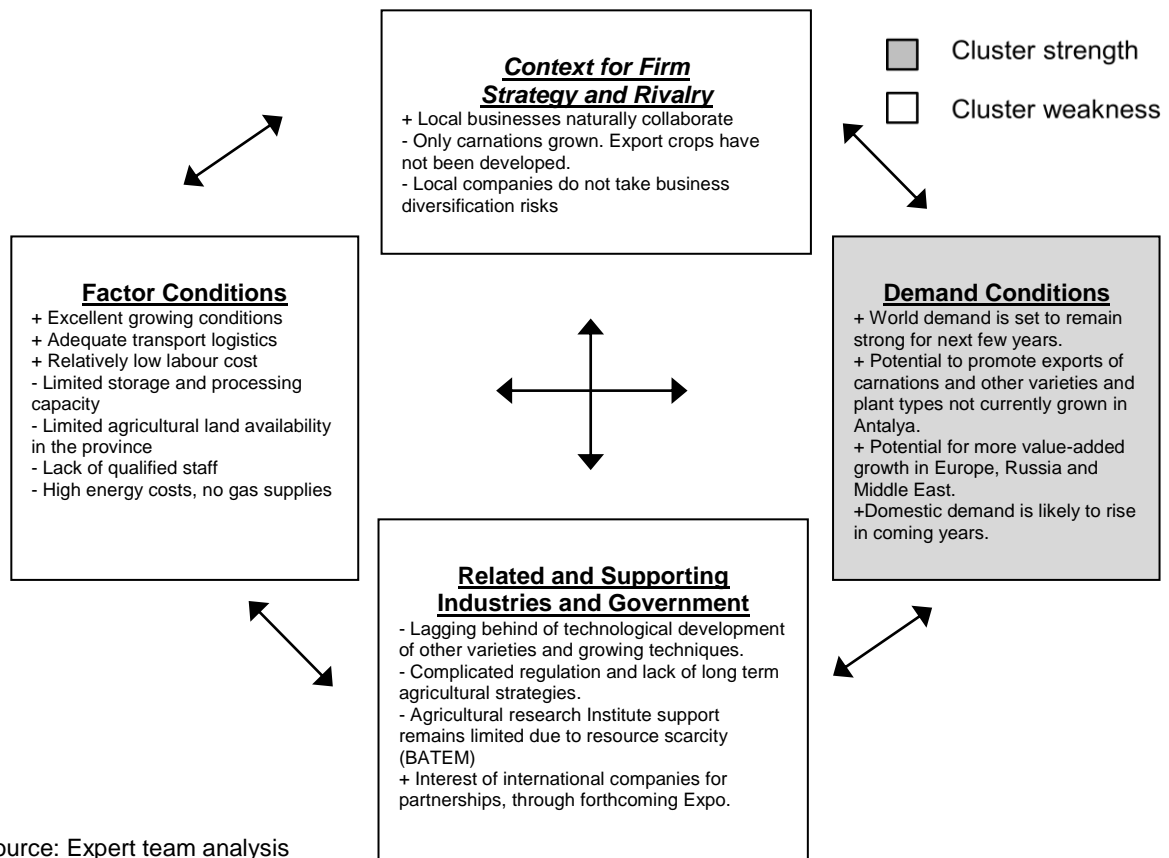 Context for Firm
Strategy and Rivalry
+ Local businesses naturally collaborate
- Only carnations grown. Export crops have
not been developed.
- Local companies do not take business
diversification risks
Cluster strength
Cluster weakness
Factor Conditions
+ Excellent growing conditions
+ Adequate transport logistics
+ Relatively low labour cost
- Limited storage and processing
capacity
- Limited agricultural land availability
in the province
- Lack of qualified staff
- High energy costs, no gas supplies
Demand Conditions
+ World demand is set to remain
strong for next few years.
+ Potential to promote exports of
carnations and other varieties and
plant types not currently grown in
Antalya.
+ Potential for more value-added
growth in Europe, Russia and
Middle East.
+Domestic demand is likely to rise
in coming years.
Related and Supporting
Industries and Government
- Lagging behind of technological development
of other varieties and growing techniques.
- Complicated regulation and lack of long term
agricultural strategies.
- Agricultural research Institute support
remains limited due to resource scarcity
(BATEM)
+ Interest of international companies for
partnerships, through forthcoming Expo.
ource: Expert team analysis